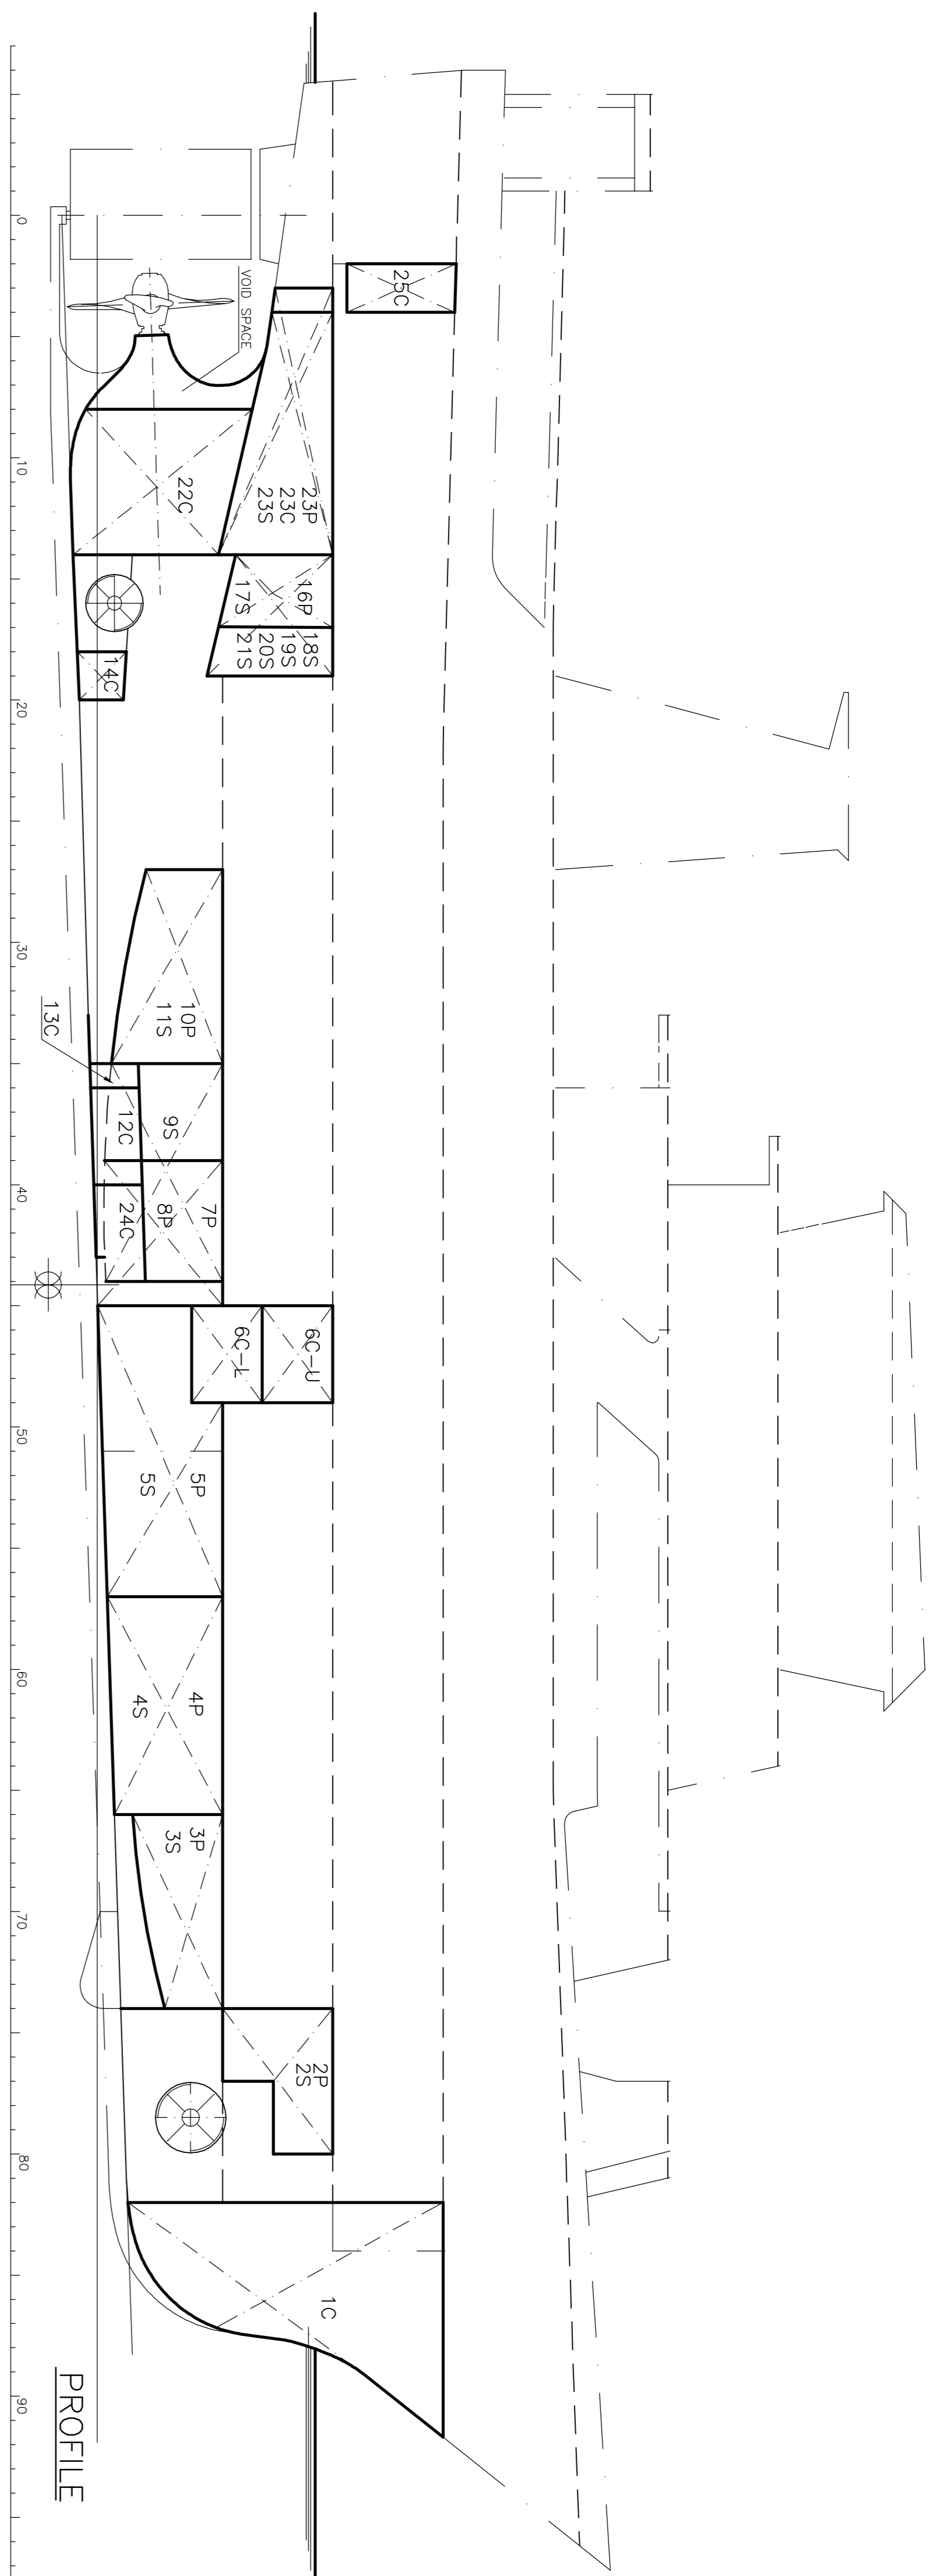 25C
VOID SPACE
22C
23P
23C
23S
16P
17S
18S
19S
20S
21S
14C
10P
11S
13C
12C
9S
24C
8P
7P
6C-L
6C-U
5P
5S
4P
4S
3P
3S
2P
2S
1C
0
10
20
30
40
50
60
70
80
90
PROFILE